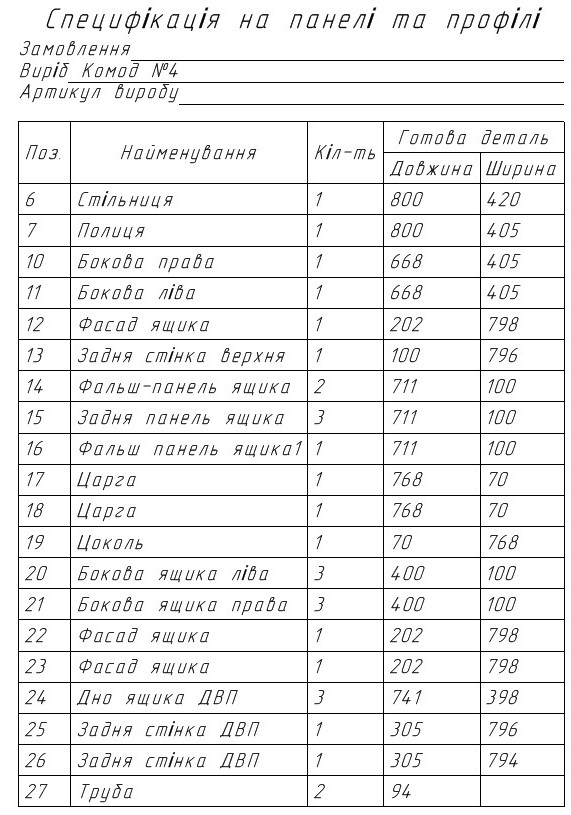 Специфікація на панелі та профілі
Замовлення
Виріб Комод №4
Артикул виробу
Поз. Найменування Кіл-ть Готова деталь
Довжина Ширина
6 Стільниця 1 800 420
7 Полиця 1 800 405
10 Бокова права 1 668 405
11 Бокова ліва 1 668 405
12 Фасад ящика 1 202 798
13 Задня стінка верхня 1 100 796
14 Фальш-панель ящика 2 711 100
15 Задня панель ящика 3 711 100
16 Фальш панель ящика1 1 711 100
17 Царга 1 768 70
18 Царга 1 768 70
19 Цоколь 1 70 768
20 Бокова ящика ліва 3 400 100
21 Бокова ящика права 3 400 100
22 Фасад ящика 1 202 798
23 Фасад ящика 1 202 798
24 Дно ящика ДВП 3 741 398
25 Задня стінка ДВП 1 305 796
26 Задня стінка ДВП 1 305 794
27 Труба 2 94